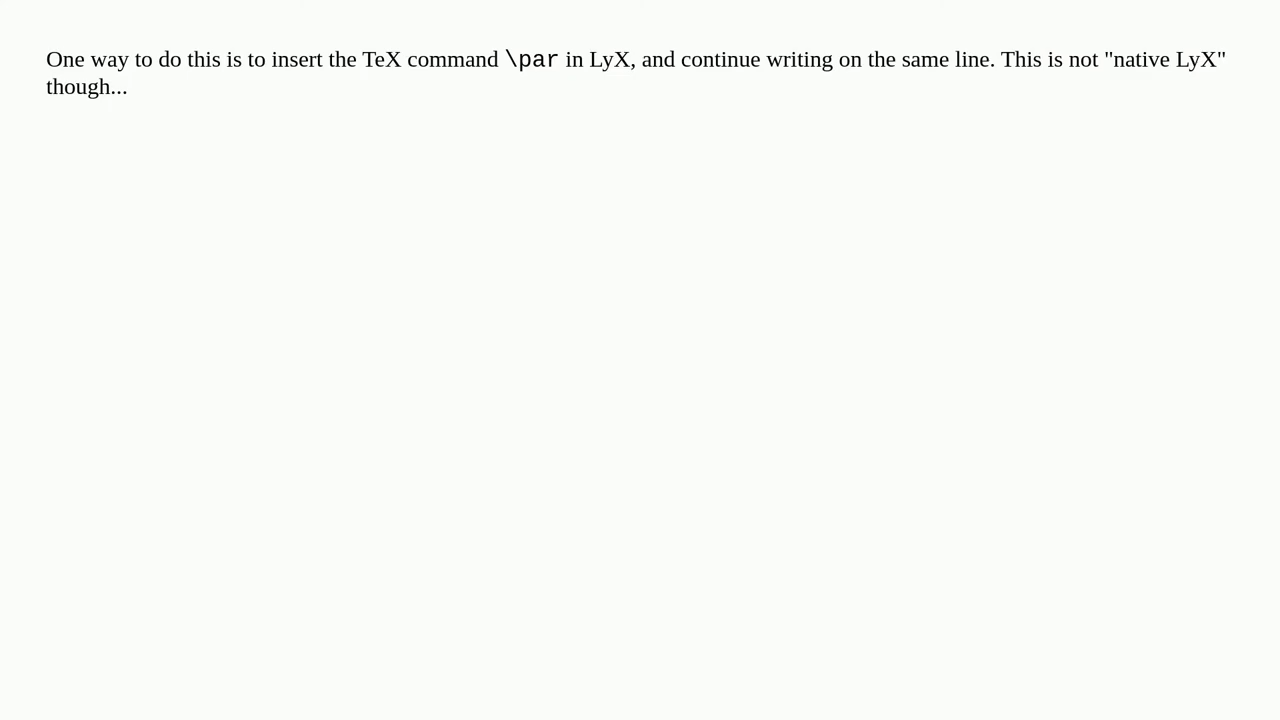 One way to do this is to insert the TeX command \par in LyX, and continue writing on the same line. This is not "native LyX"
though...